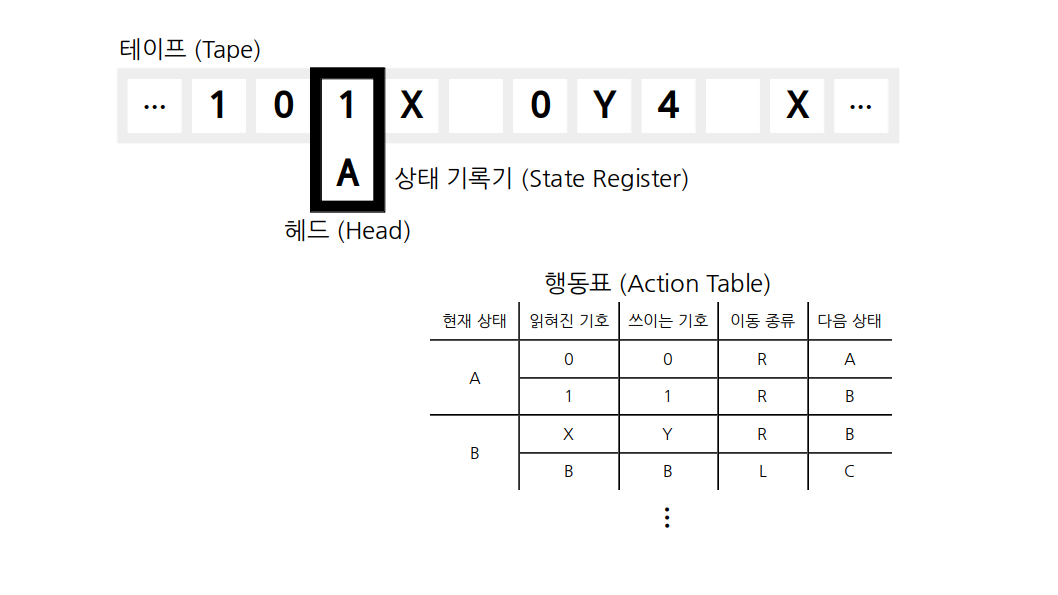 테이프 (Tape)
... 1 0 1 X 0 Y 4 X ...
A 상태 기록기 (State Register)
헤드 (Head)
행동표 (Action Table)
현재 상태 읽혀진 기호 쓰이는 기호 이동 종류 다음 상태
A 0 0 R A
1 1 R B
B X Y R B
B B L C
⋮